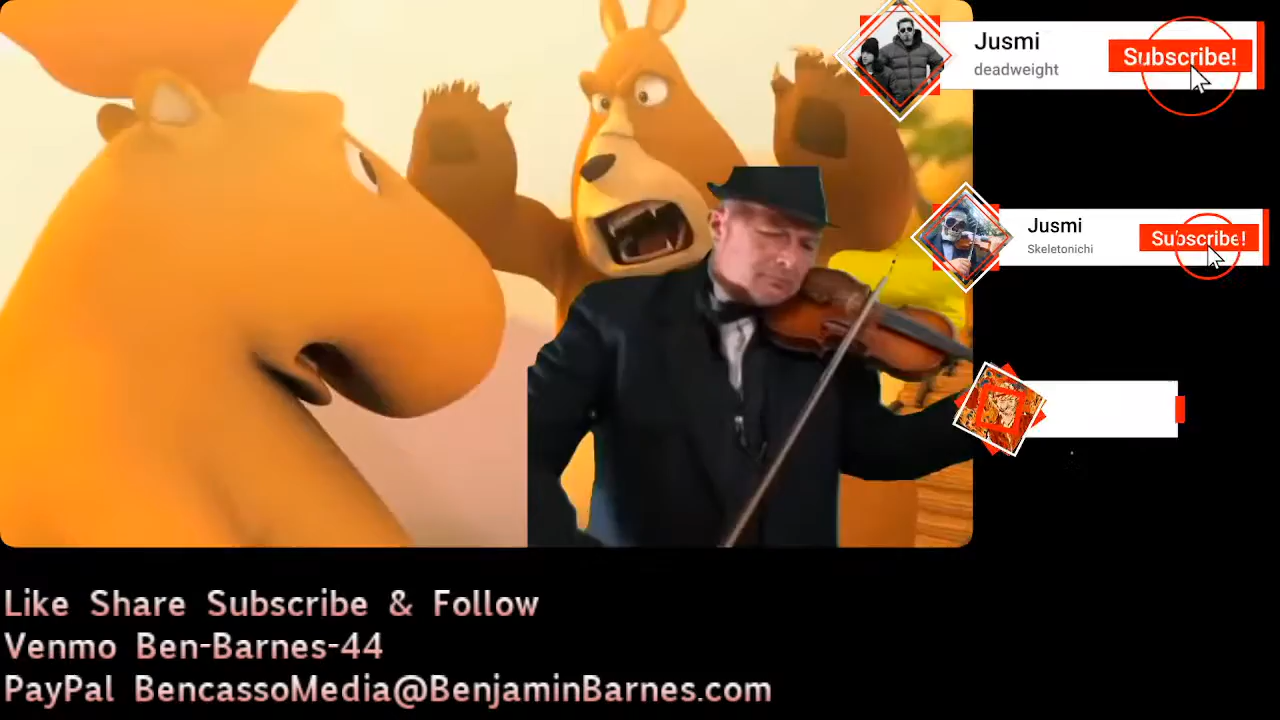 Jusmi
deadweight
Subscribe!
Jusmi
Skeletonichi
Subscribe!
Like Share Subscribe & Follow
Venmo Ben-Barnes-44
PayPal BencassoMedia@BenjaminBarnes.com